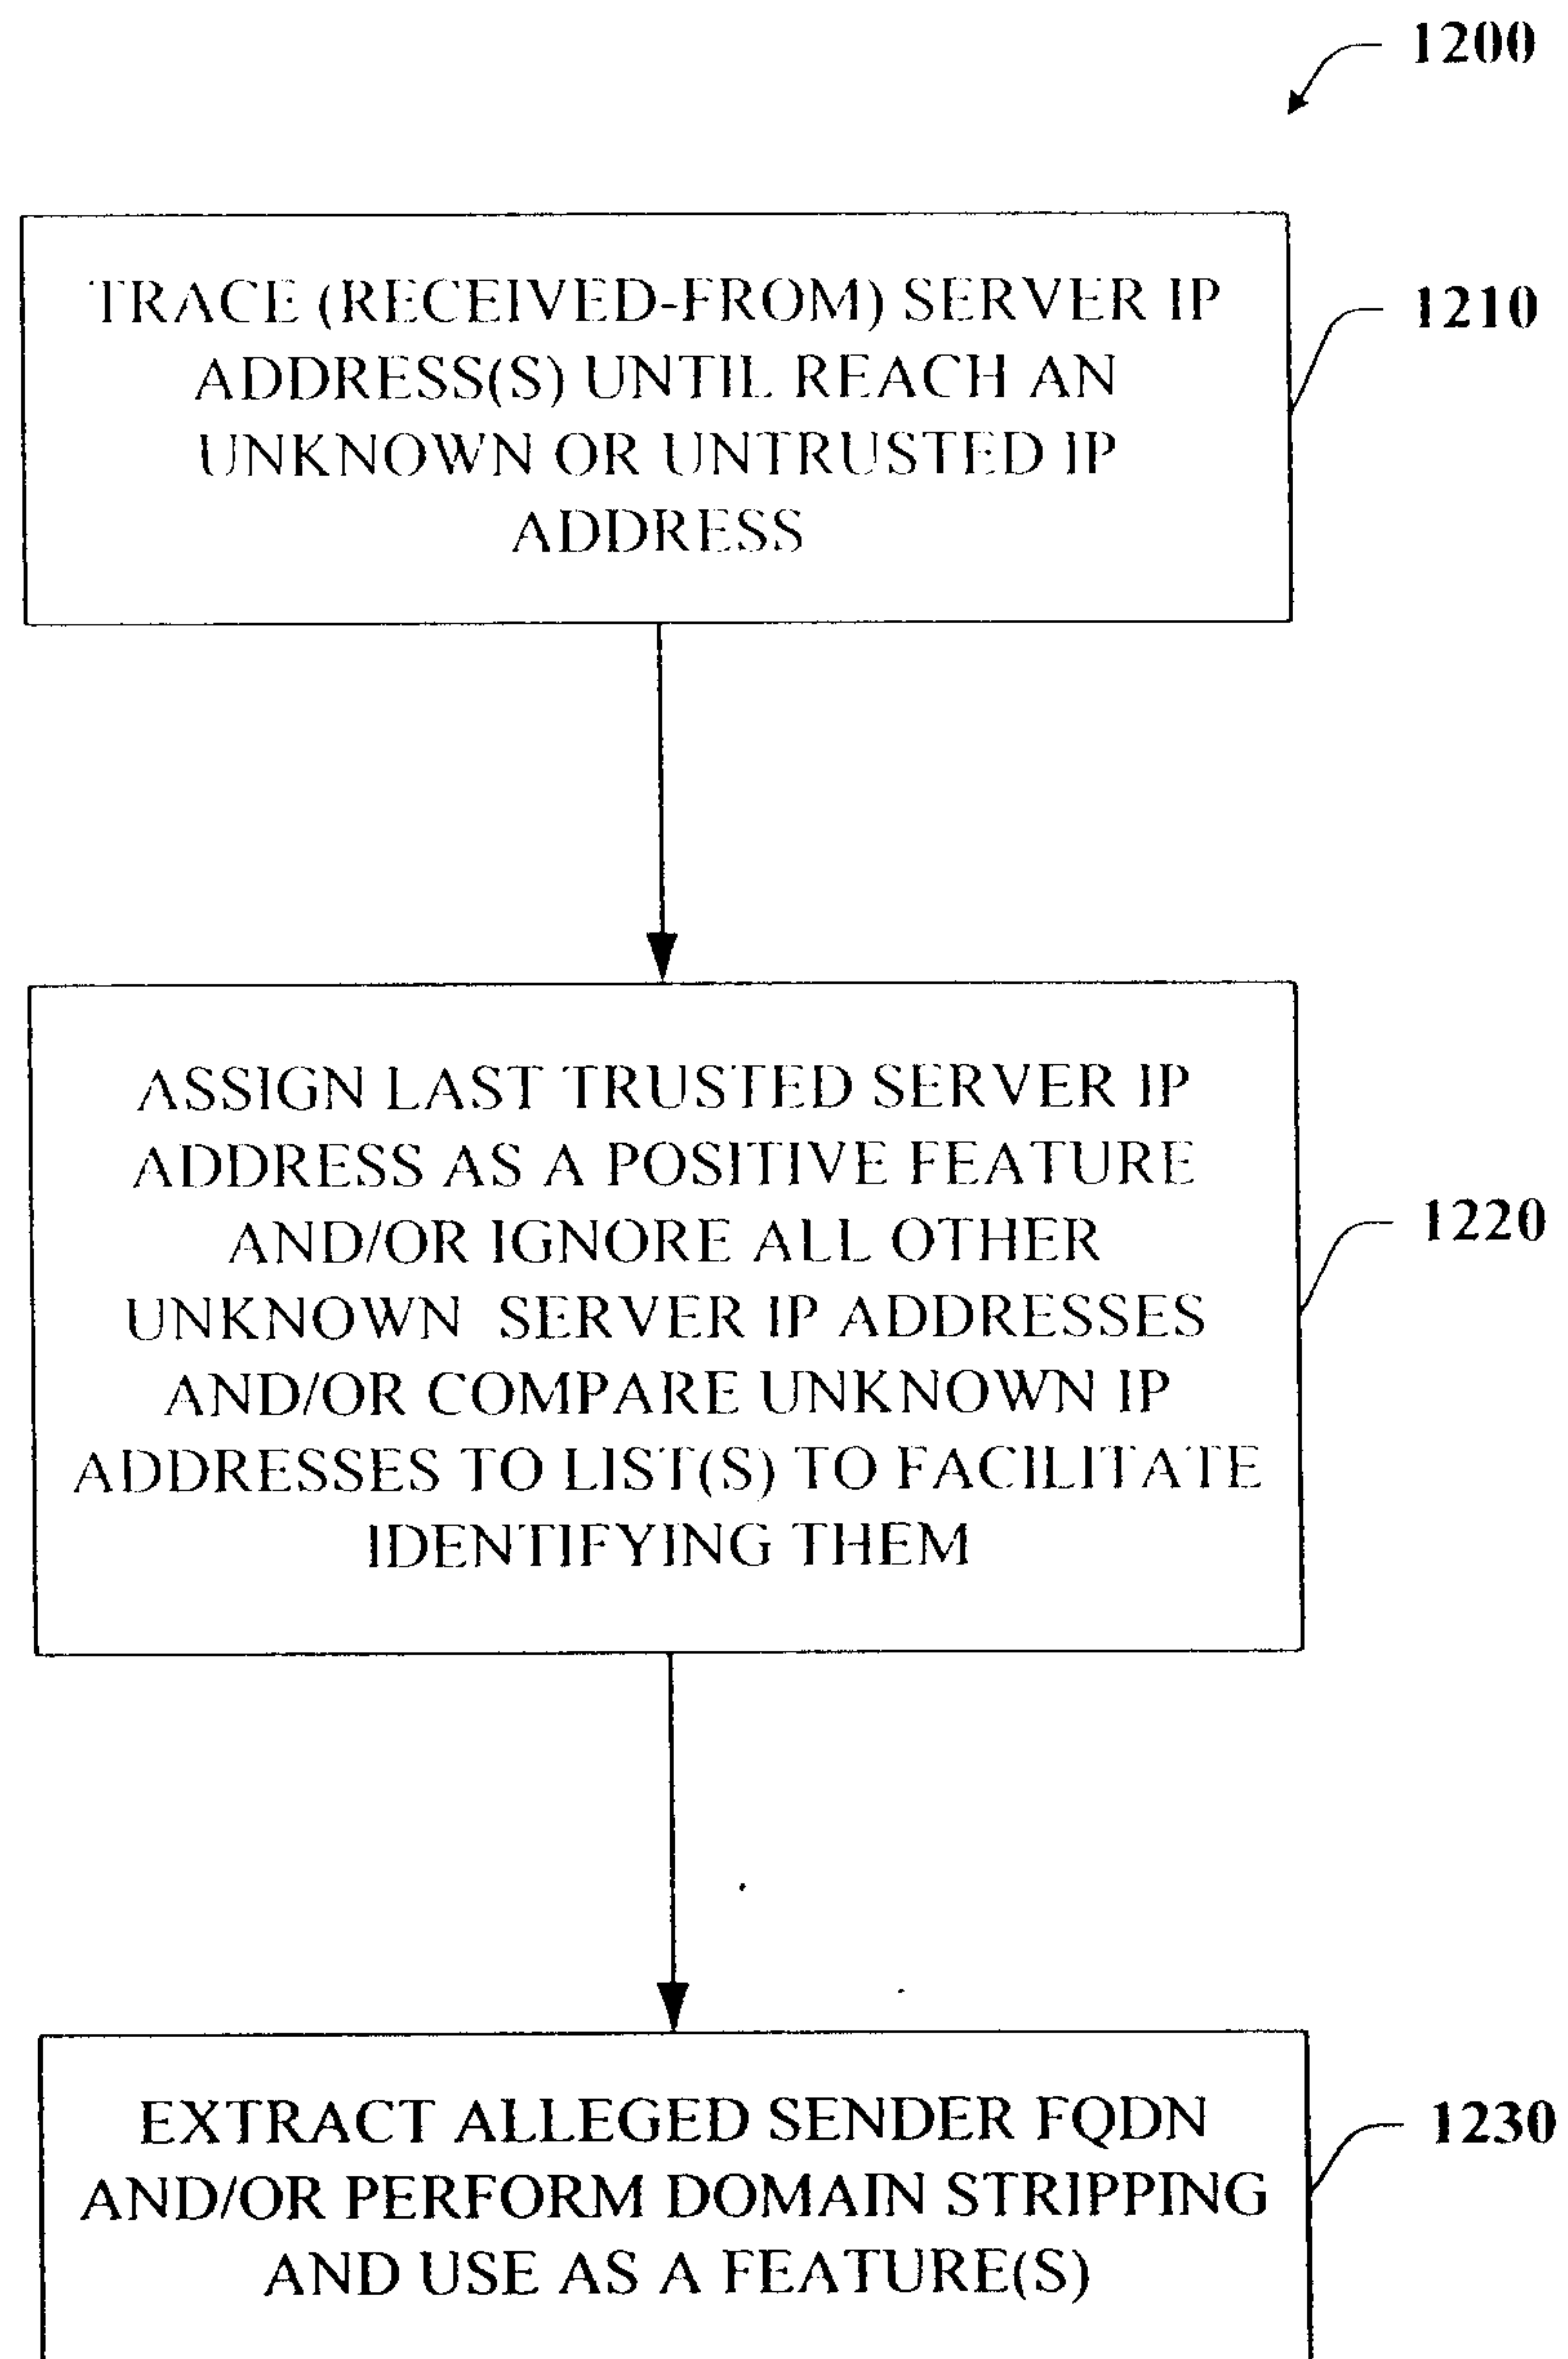 1200
TRACE (RECEIVED-FROM) SERVER IP
ADDRESS(S) UNTIL REACH AN
UNKNOWN OR UNTRUSTED IP
ADDRESS
1210
ASSIGN LAST TRUSTED SERVER IP
ADDRESS AS A POSITIVE FEATURE
AND/OR IGNORE ALL OTHER
UNKNOWN SERVER IP ADDRESSES
AND/OR COMPARE UNKNOWN IP
ADDRESSES TO LIST(S) TO FACILITATE
IDENTIFYING THEM
1220
EXTRACT ALLEGED SENDER FQDN
AND/OR PERFORM DOMAIN STRIPPING
AND USE AS A FEATURE(S)
1230